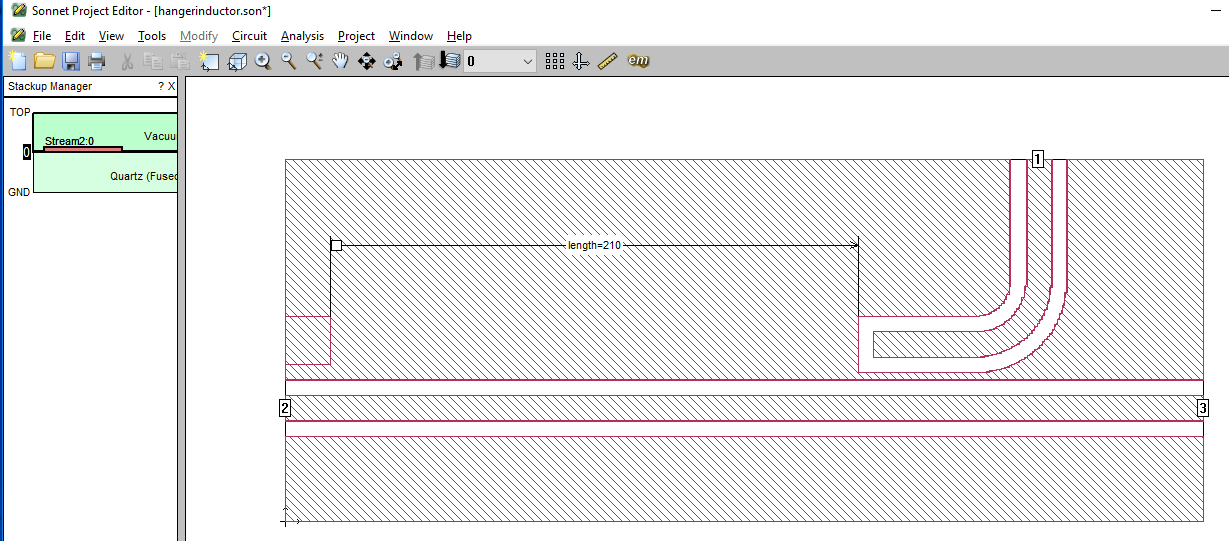 Sonnet Project Editor - [hangerinductor.son*]
File Edit View Tools Modify Circuit Analysis Project Window Help
0 em
Stackup Manager ? X
TOP
Stream2:0 Vacuu
0
Quartz (Fused
GND
1
length=210
2 3